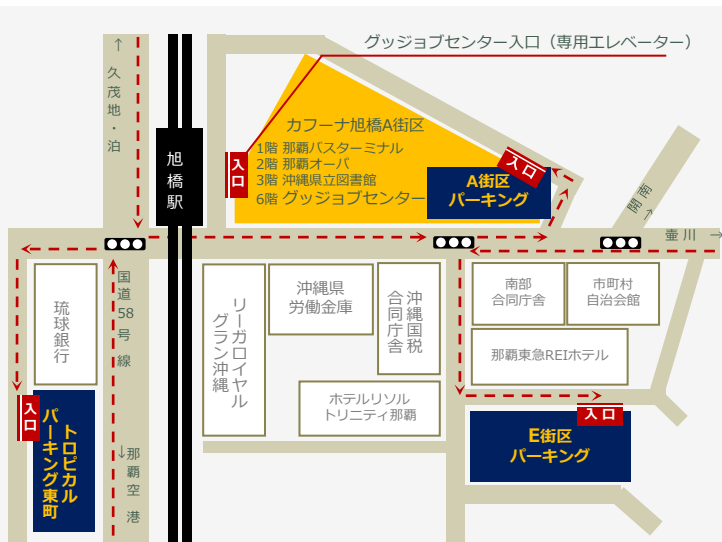 グッジョブセンター入口（専用エレベーター）
↑久茂地・泊
旭橋駅
カフーナ旭橋A街区
1階 那覇バスターミナル
2階 那覇オーパ
3階 沖縄県立図書館
6階 グッジョブセンター
入口
A街区
パーキング
入口
開南→
壷川→
国道58号線
琉球銀行
リーガロイヤル
グラン沖縄
沖縄県
労働金庫
沖縄国税
合同庁舎
南部
合同庁舎
市町村
自治会館
那覇東急REIホテル
ホテルリソル
トリニティ那覇
入口
トロピカル
パーキング東町
↓那覇空港
入口
E街区
パーキング